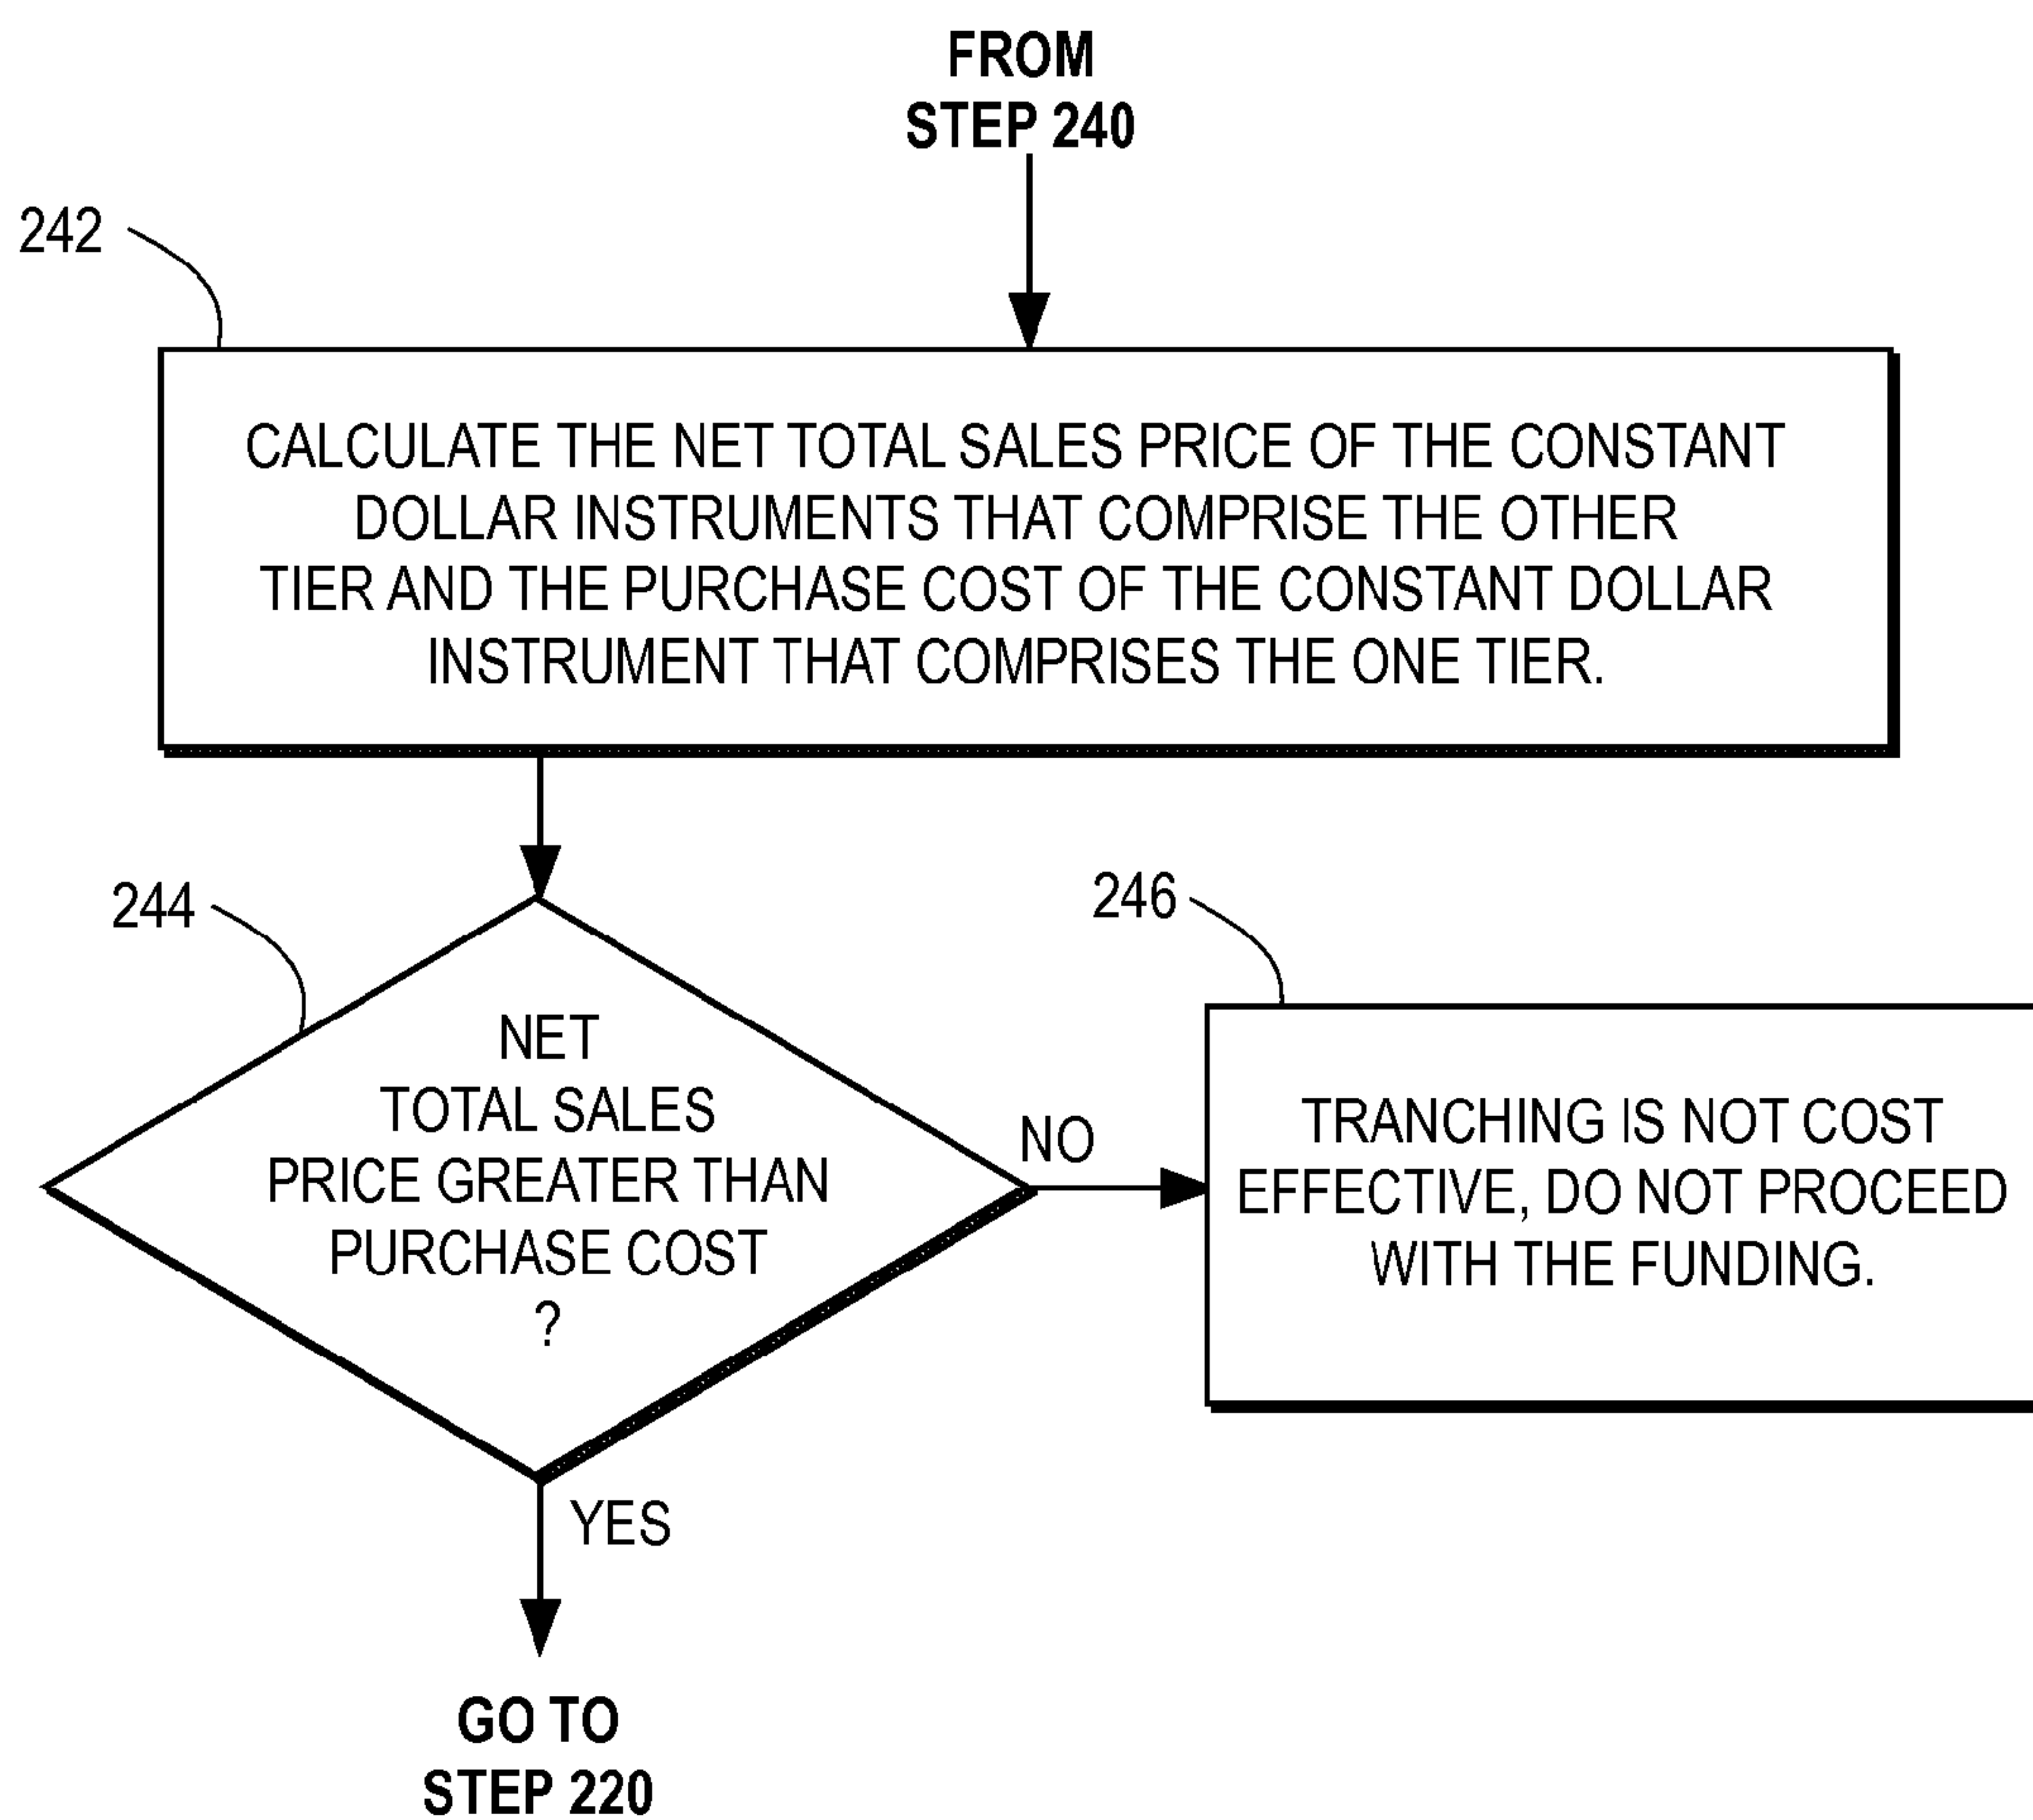 FROM
STEP 240
242
CALCULATE THE NET TOTAL SALES PRICE OF THE CONSTANT
DOLLAR INSTRUMENTS THAT COMPRISE THE OTHER
TIER AND THE PURCHASE COST OF THE CONSTANT DOLLAR
INSTRUMENT THAT COMPRISES THE ONE TIER.
244
NET
TOTAL SALES
PRICE GREATER THAN
PURCHASE COST
?
NO
246
TRANCHING IS NOT COST
EFFECTIVE, DO NOT PROCEED
WITH THE FUNDING.
YES
GO TO
STEP 220